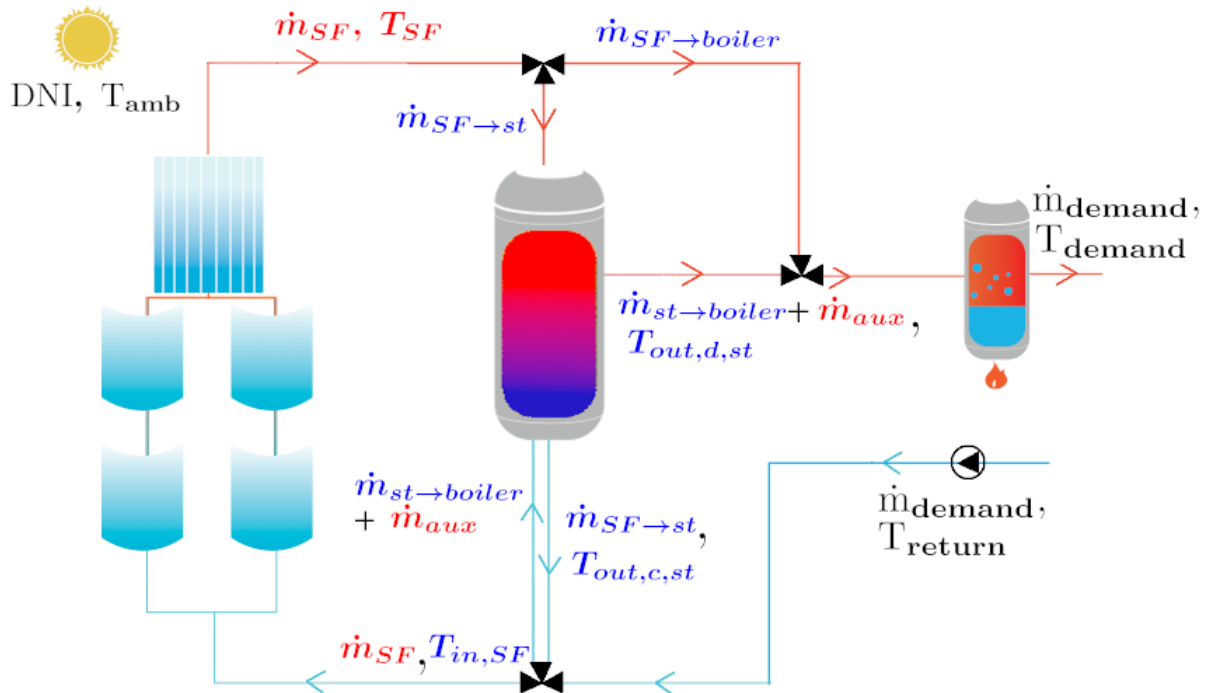 ṁ_SF, T_SF
ṁ_SF→boiler
DNI, T_amb
ṁ_SF→st
ṁ_demand,
T_demand
ṁ_st→boiler + ṁ_aux,
T_out,d,st
ṁ_st→boiler
+ ṁ_aux
ṁ_SF→st,
T_out,c,st
ṁ_demand,
T_return
ṁ_SF, T_in,SF